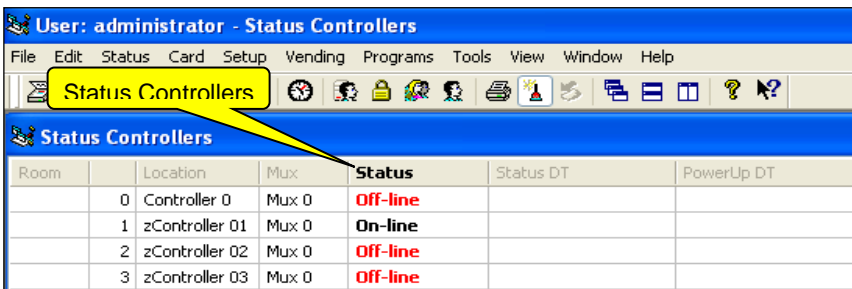 User: administrator - Status Controllers
File Edit Status Card Setup Vending Programs Tools View Window Help
Status Controllers
Status Controllers
Room Location Mux Status Status DT PowerUp DT
0 Controller 0 Mux 0 Off-line
1 zController 01 Mux 0 On-line
2 zController 02 Mux 0 Off-line
3 zController 03 Mux 0 Off-line